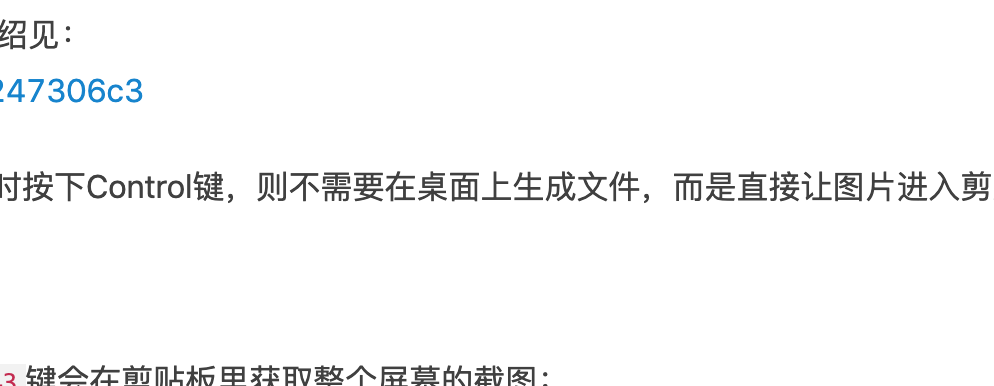 绍见：
247306c3
时按下Control键，则不需要在桌面上生成文件，而是直接让图片进入剪
3 键会在剪贴板里获取整个屏幕的截图：